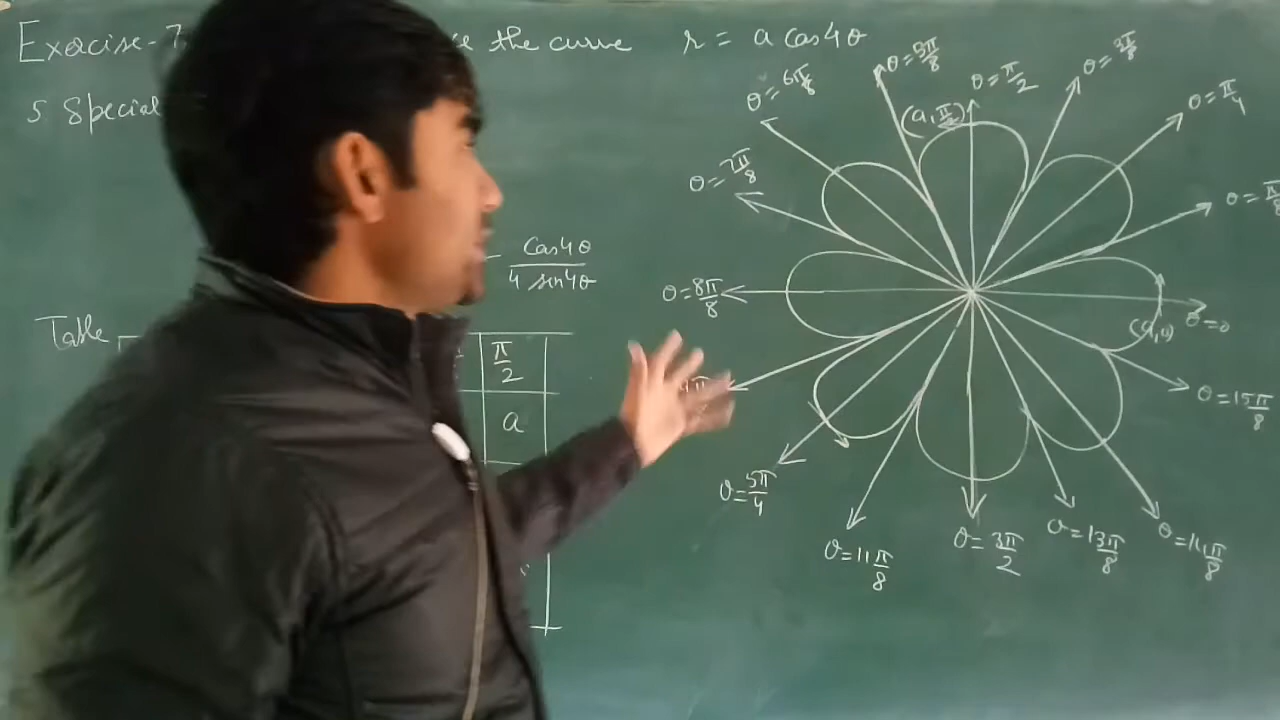 Exercise-7
e the curve r = a cos4θ
5 Special
- cos4θ / 4 sin4θ
Table
π/2
a
θ = 6π/8
θ = 5π/8
θ = π/2
θ = 3π/8
θ = π/4
(a, π/2)
θ = 7π/8
θ = π/8
θ = 8π/8
(a,0)
θ = 0
θ = 15π/8
θ = 5π/4
θ = 11π/8
θ = 3π/2
θ = 13π/8
θ = 14π/8